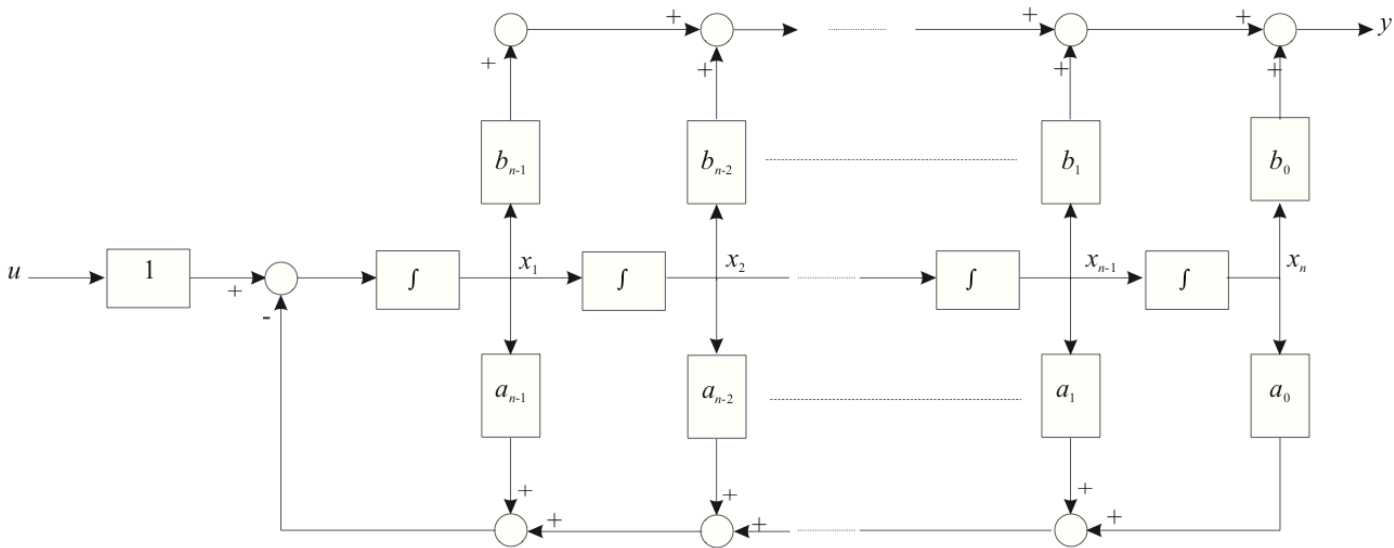 + + + + y
+ + + +
b_{n-1} b_{n-2} b_1 b_0
u 1 + - ∫ x_1 ∫ x_2 ∫ x_{n-1} ∫ x_n
a_{n-1} a_{n-2} a_1 a_0
+ + +
+ + +